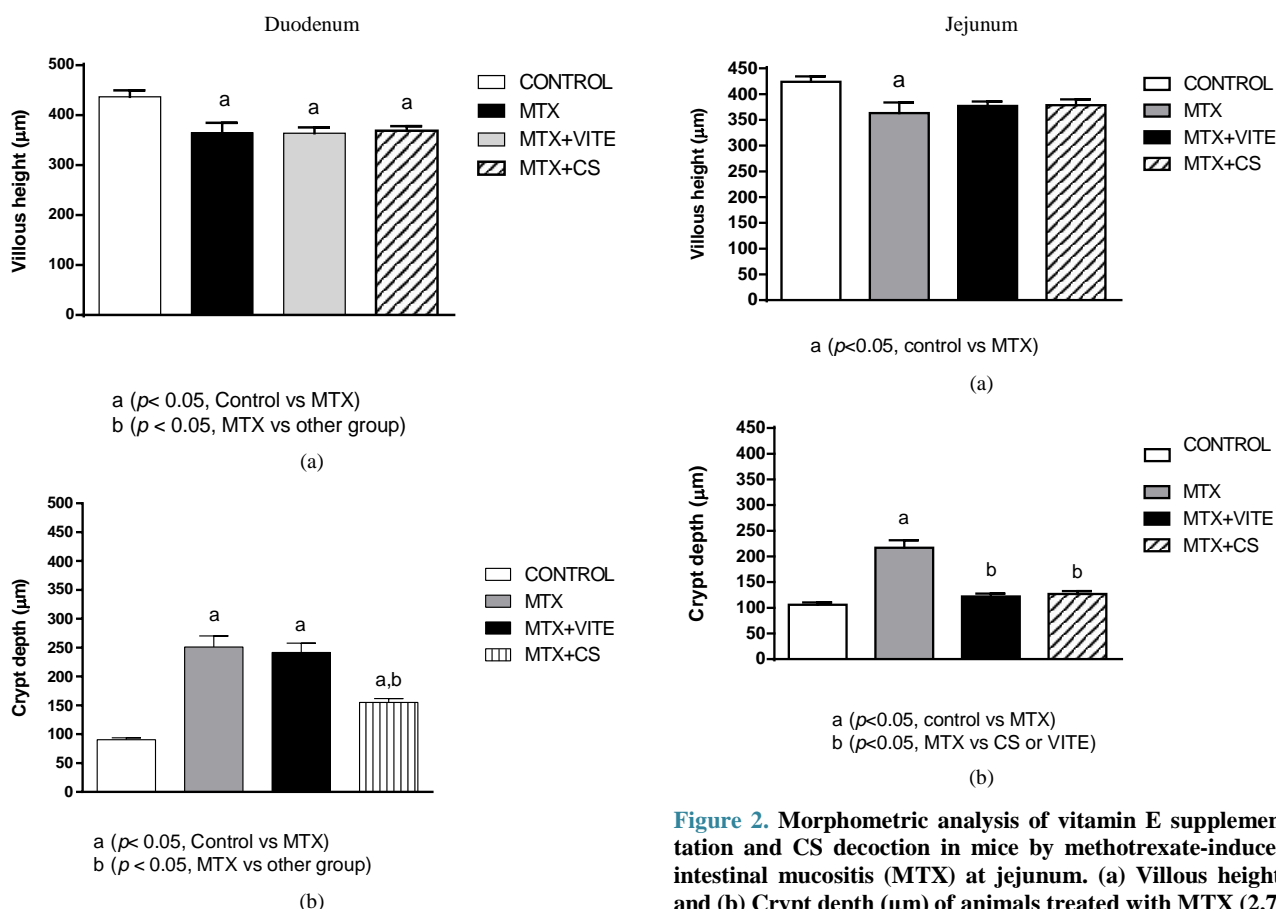 Duodenum
Villous height (µm)
500
400
300
200
100
0
a
a
a
CONTROL
MTX
MTX+VITE
MTX+CS
a (p< 0.05, Control vs MTX)
b (p < 0.05, MTX vs other group)
(a)
Crypt depth (µm)
500
450
400
350
300
250
200
150
100
50
0
a
a
a,b
CONTROL
MTX
MTX+VITE
MTX+CS
a (p< 0.05, Control vs MTX)
b (p < 0.05, MTX vs other group)
(b)
Jejunum
Villous height (µm)
450
400
350
300
250
200
150
100
50
0
a
CONTROL
MTX
MTX+VITE
MTX+CS
a (p<0.05, control vs MTX)
(a)
Crypt depth (µm)
450
400
350
300
250
200
150
100
50
0
a
b
b
CONTROL
MTX
MTX+VITE
MTX+CS
a (p<0.05, control vs MTX)
b (p<0.05, MTX vs CS or VITE)
(b)
Figure 2. Morphometric analysis of vitamin E supplemen
tation and CS decoction in mice by methotrexate-induce
intestinal mucositis (MTX) at jejunum. (a) Villous height
and (b) Crypt depth (µm) of animals treated with MTX (2.7